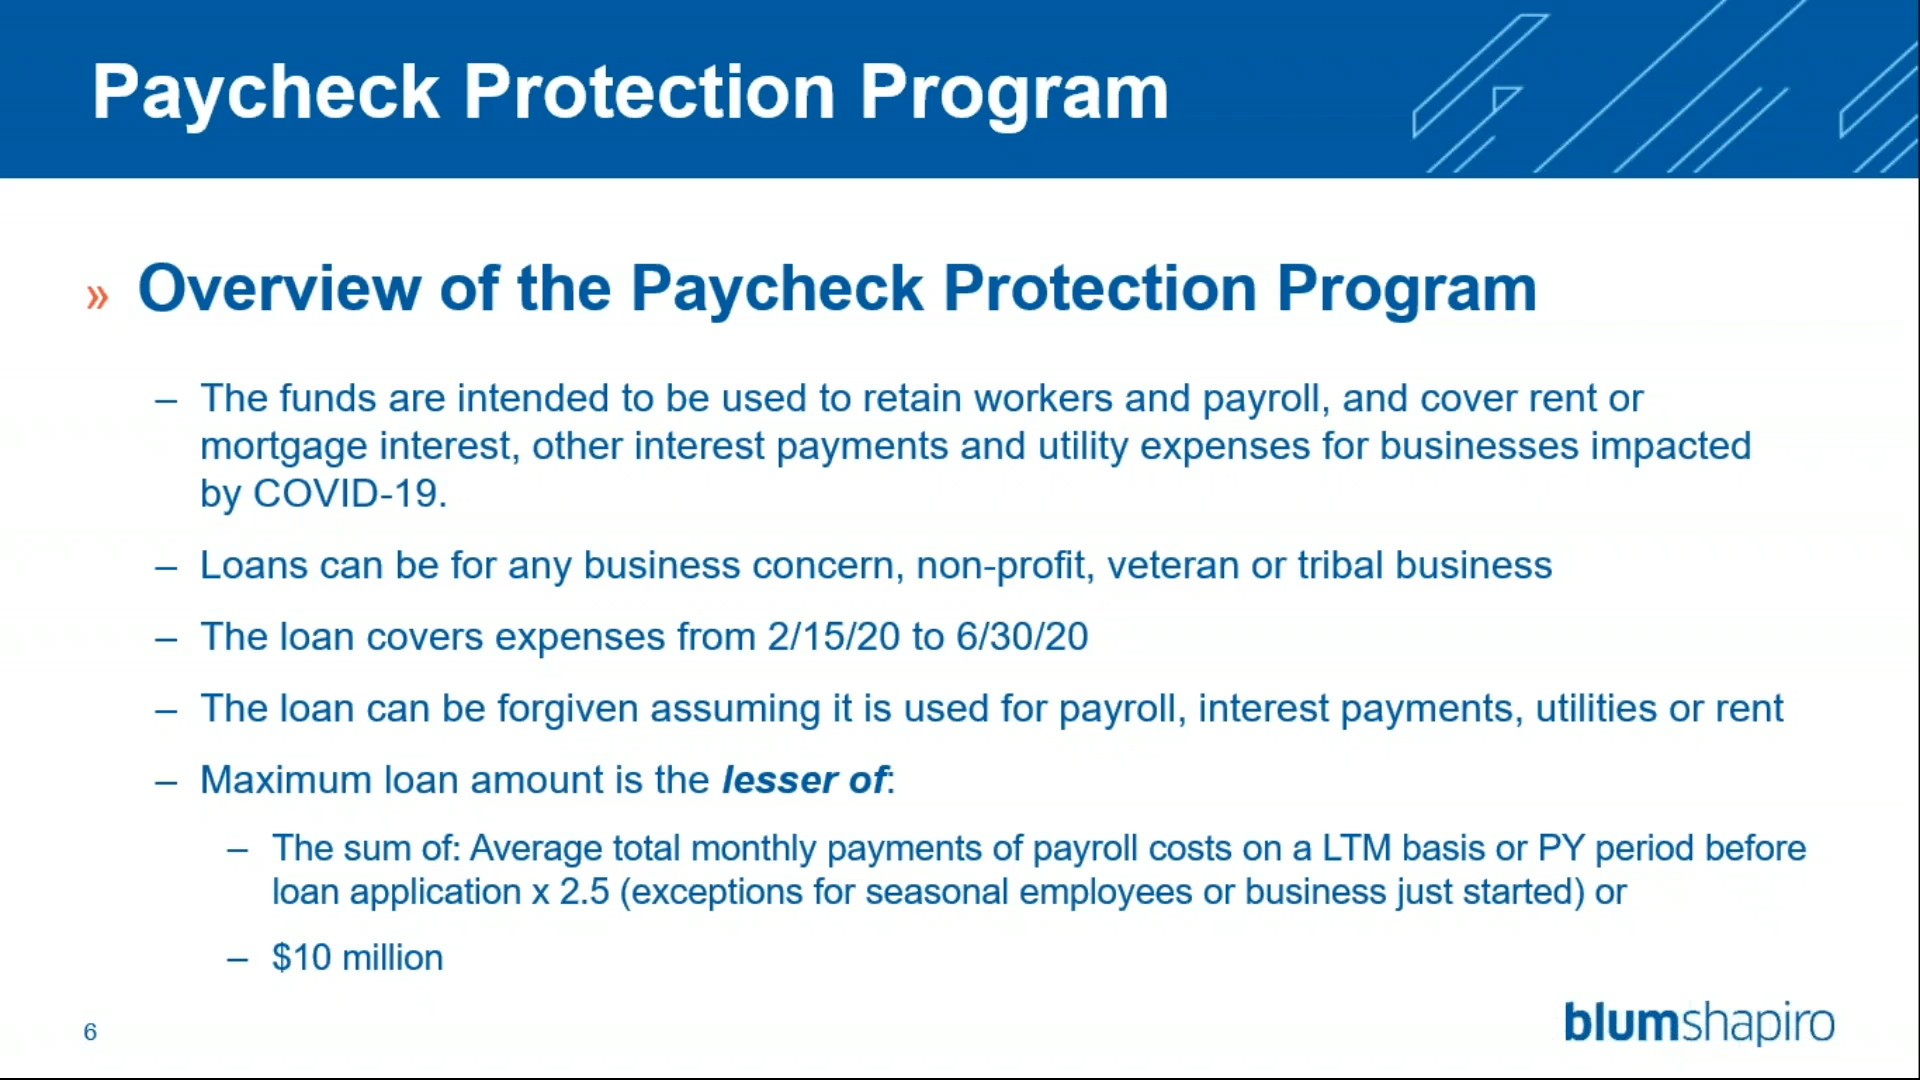 Paycheck Protection Program
» Overview of the Paycheck Protection Program
– The funds are intended to be used to retain workers and payroll, and cover rent or
mortgage interest, other interest payments and utility expenses for businesses impacted
by COVID-19.
– Loans can be for any business concern, non-profit, veteran or tribal business
– The loan covers expenses from 2/15/20 to 6/30/20
– The loan can be forgiven assuming it is used for payroll, interest payments, utilities or rent
– Maximum loan amount is the lesser of:
– The sum of: Average total monthly payments of payroll costs on a LTM basis or PY period before
loan application x 2.5 (exceptions for seasonal employees or business just started) or
– $10 million
6
blumshapiro